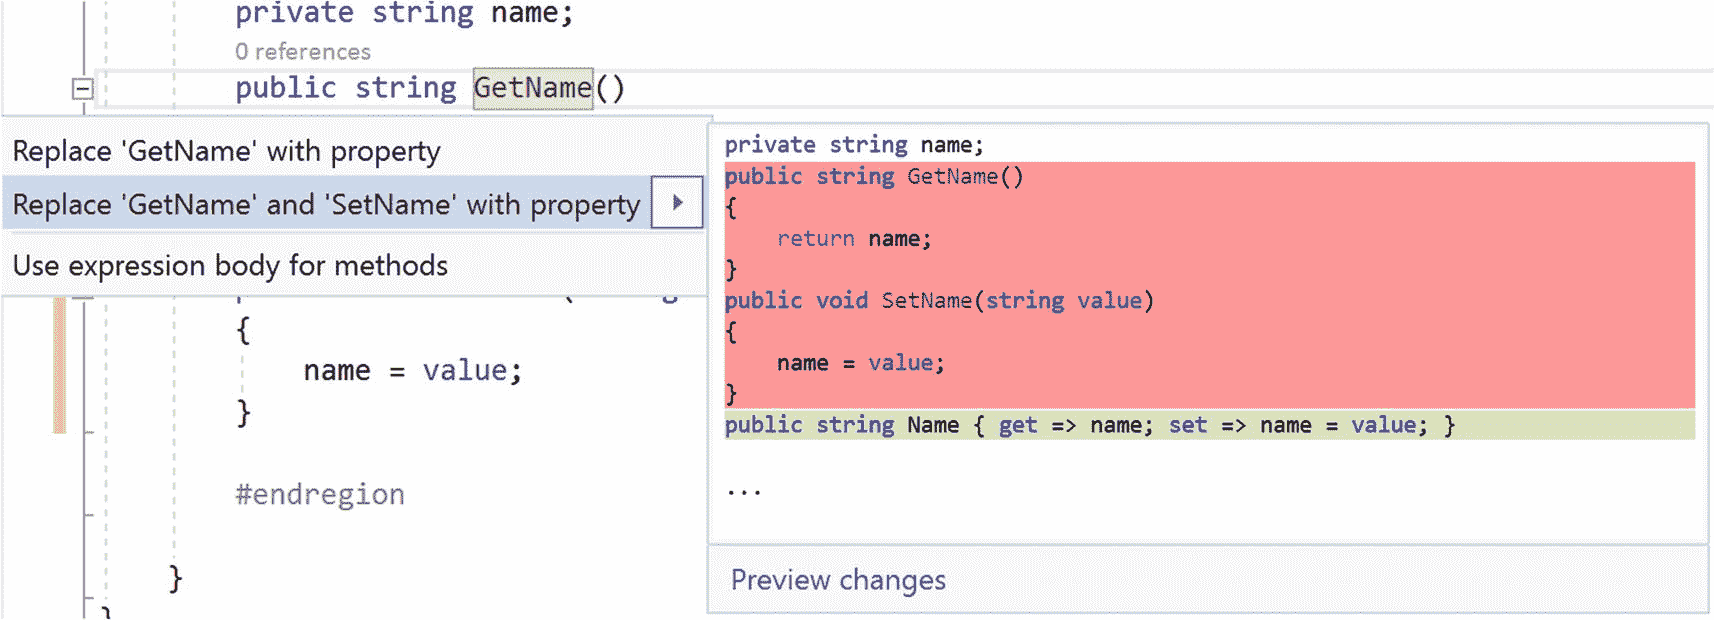 private string name;
0 references
public string GetName()
Replace 'GetName' with property
Replace 'GetName' and 'SetName' with property
Use expression body for methods
{
name = value;
}
#endregion
}
}
private string name;
public string GetName()
{
return name;
}
public void SetName(string value)
{
name = value;
}
public string Name { get => name; set => name = value; }
...
Preview changes